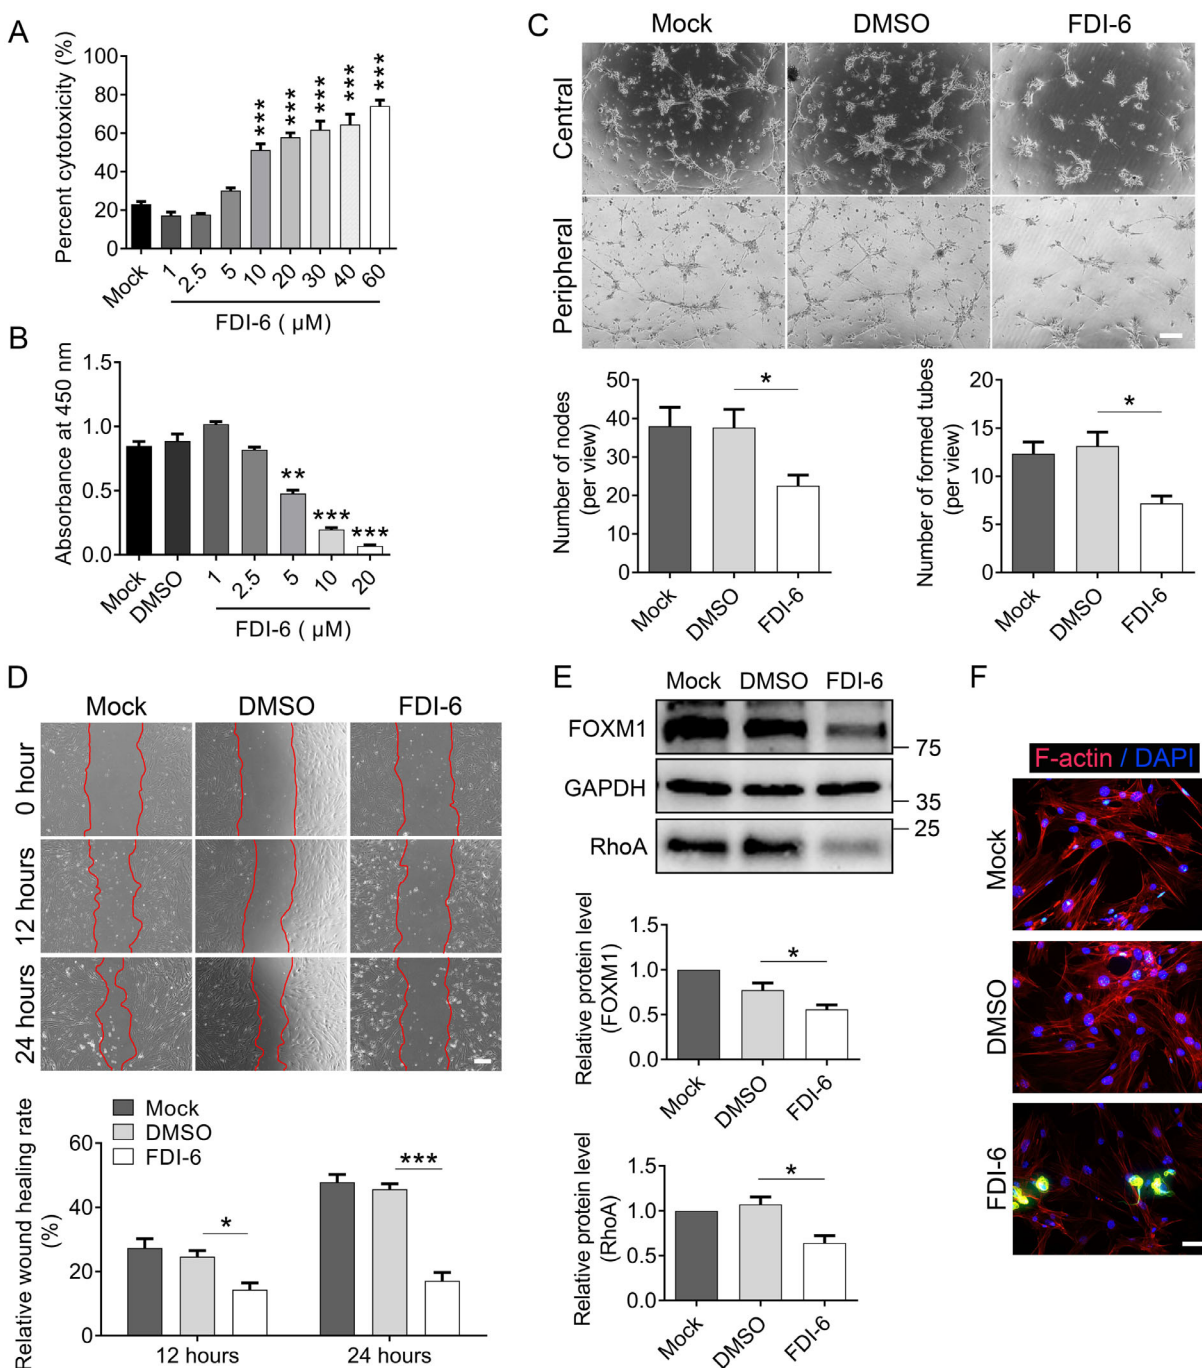 A
Percent cytotoxicity (%)
100
80
60
40
20
0
***
***
***
***
***
Mock
1
2.5
5
10
20
30
40
60
FDI-6 ( μM)
B
Absorbance at 450 nm
1.5
1.0
0.5
0.0
**
***
***
Mock
DMSO
1
2.5
5
10
20
FDI-6 ( μM)
C
Mock DMSO FDI-6
Central
Peripheral
Number of nodes
(per view)
50
40
30
20
10
0
*
Mock
DMSO
FDI-6
Number of formed tubes
(per view)
20
15
10
5
0
*
Mock
DMSO
FDI-6
D
Mock DMSO FDI-6
0 hour
12 hours
24 hours
Mock
DMSO
FDI-6
Relative wound healing rate
(%)
60
40
20
0
*
***
12 hours 24 hours
E
Mock DMSO FDI-6
FOXM1
75
GAPDH
35
25
RhoA
Relative protein level
(FOXM1)
1.5
1.0
0.5
0.0
*
Mock
DMSO
FDI-6
Relative protein level
(RhoA)
1.5
1.0
0.5
0.0
*
Mock
DMSO
FDI-6
F
F-actin / DAPI
Mock
DMSO
FDI-6